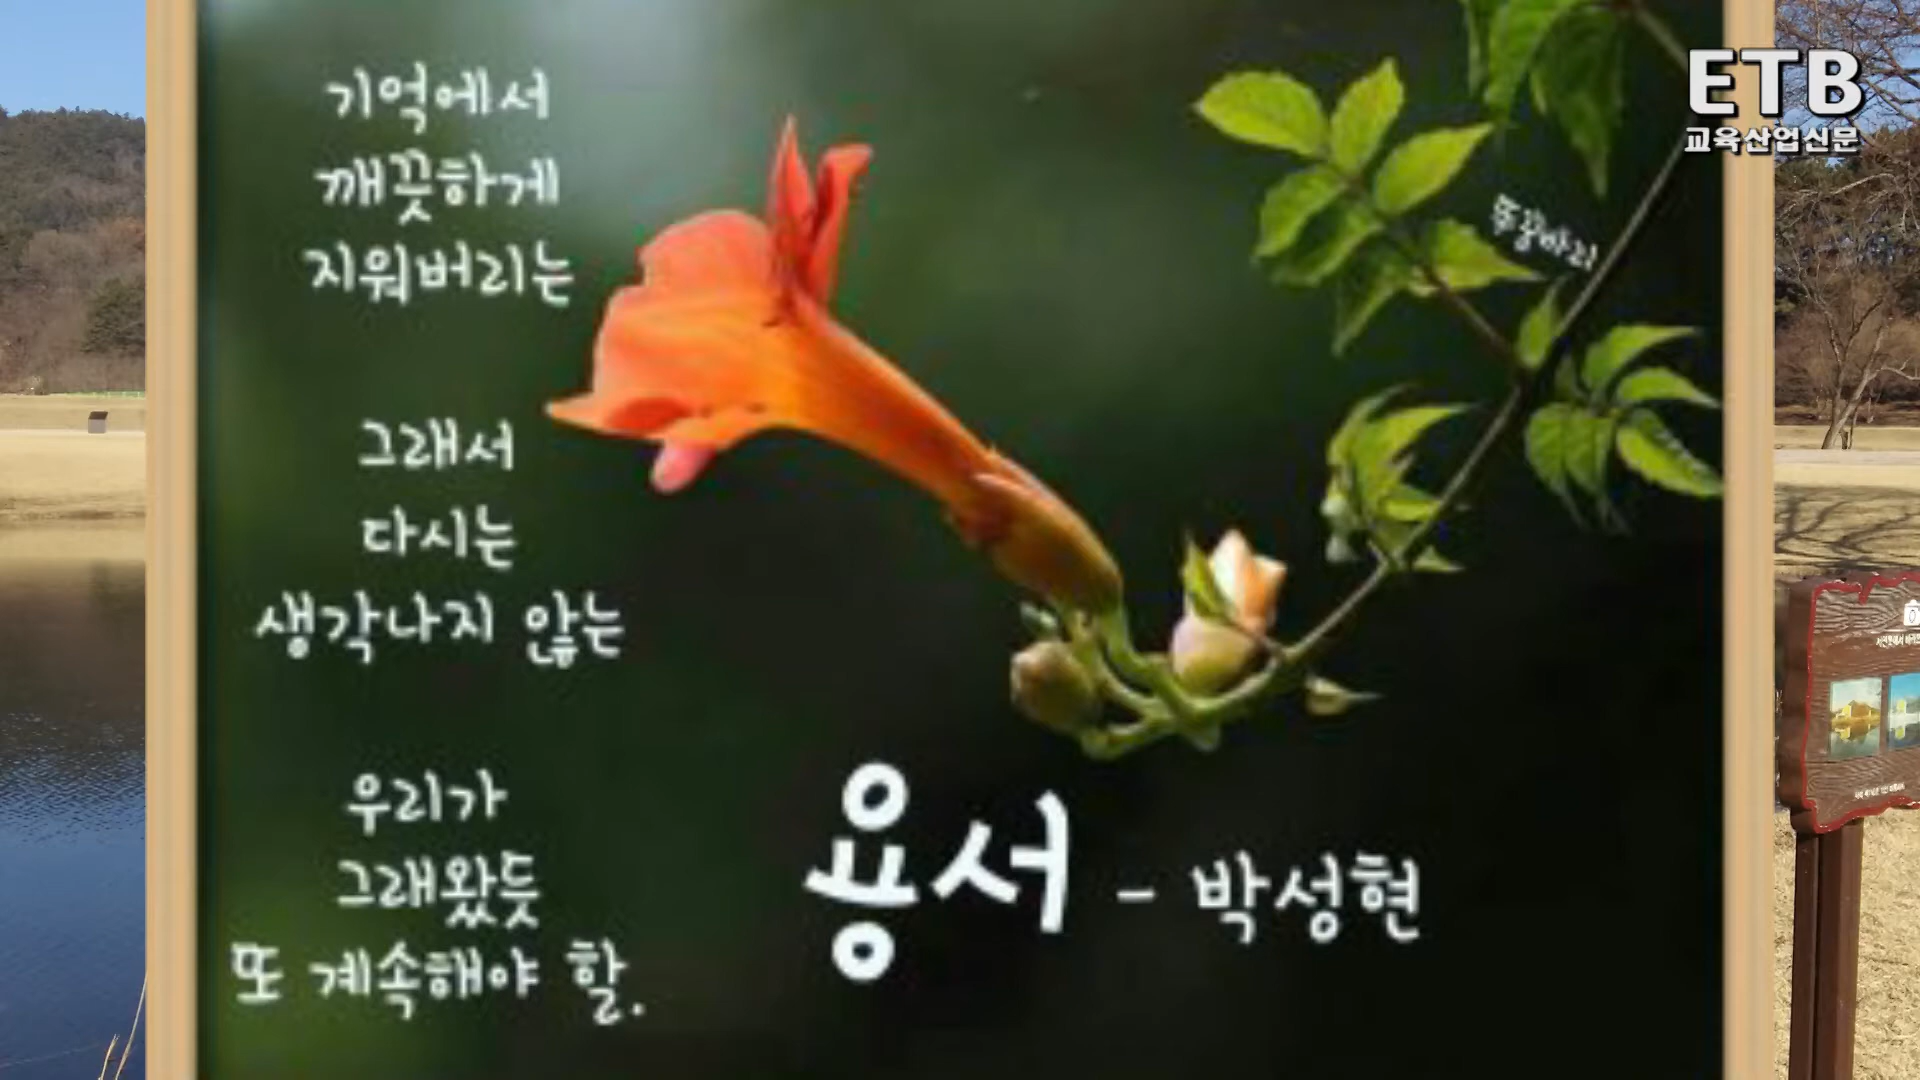 기억에서
깨끗하게
지워버리는
그래서
다시는
생각나지 않는
우리가
그래왔듯
또 계속해야 할.
용서 - 박성현
ETB
교육산업신문